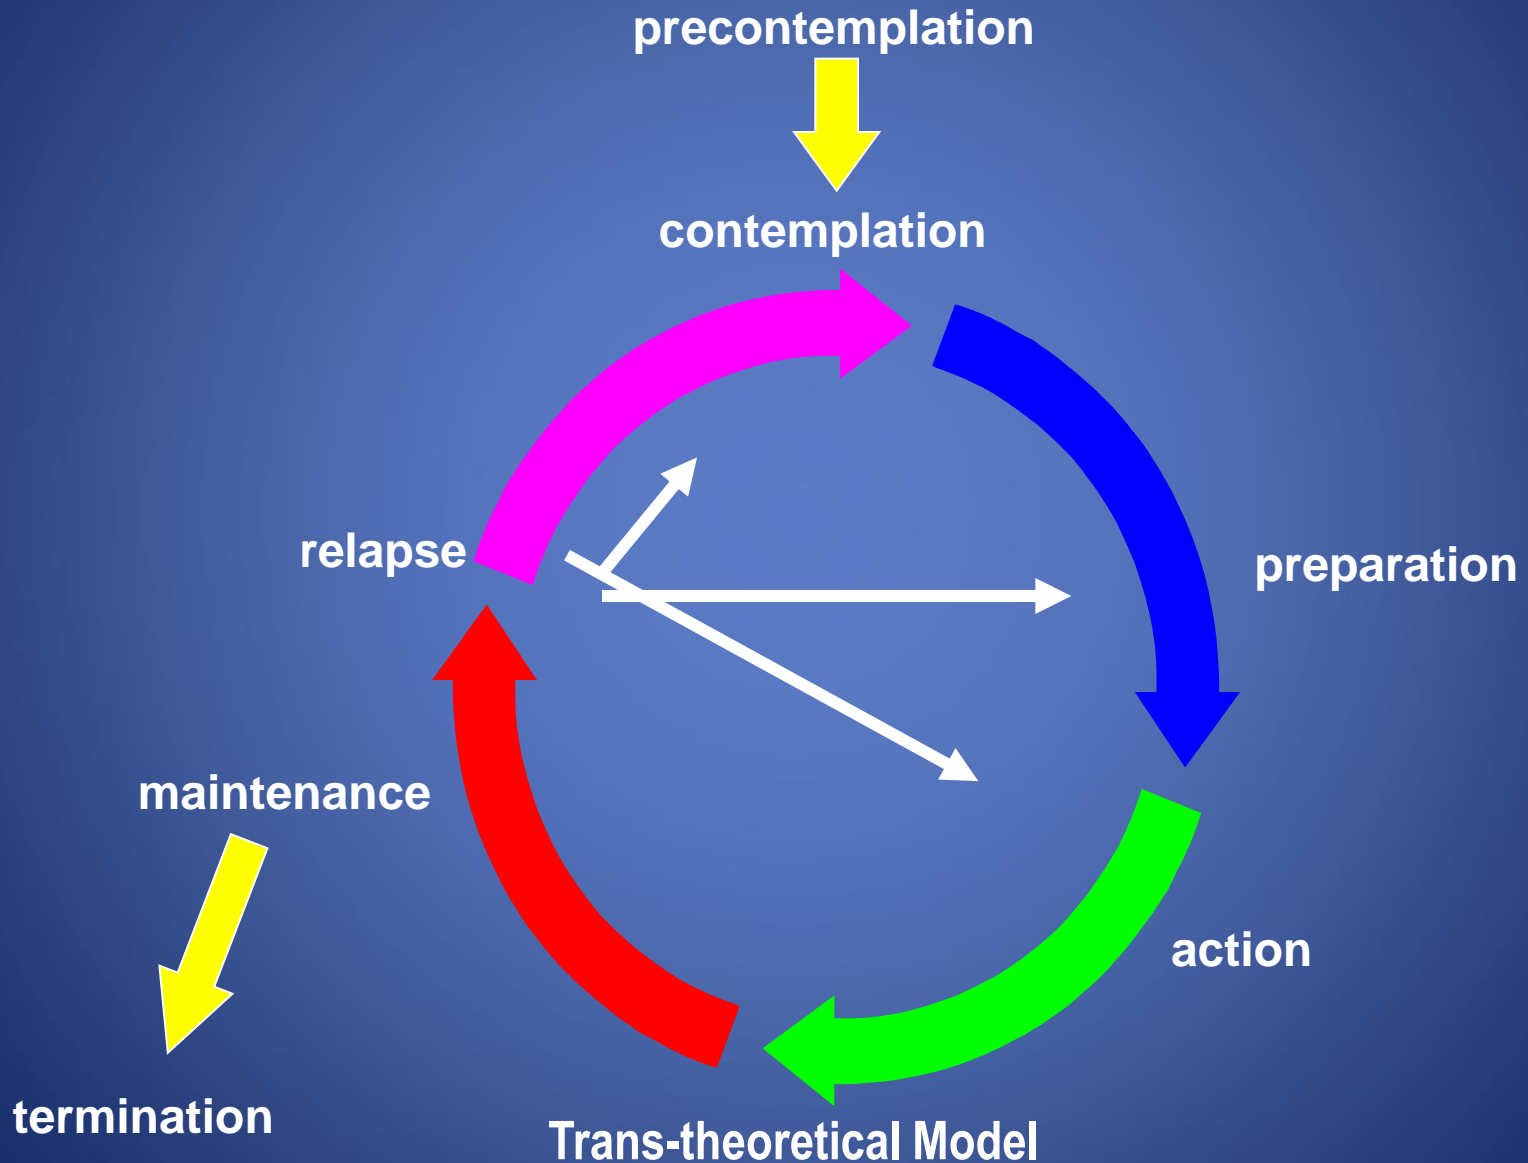 precontemplation
contemplation
relapse
preparation
maintenance
action
termination
Trans-theoretical Model